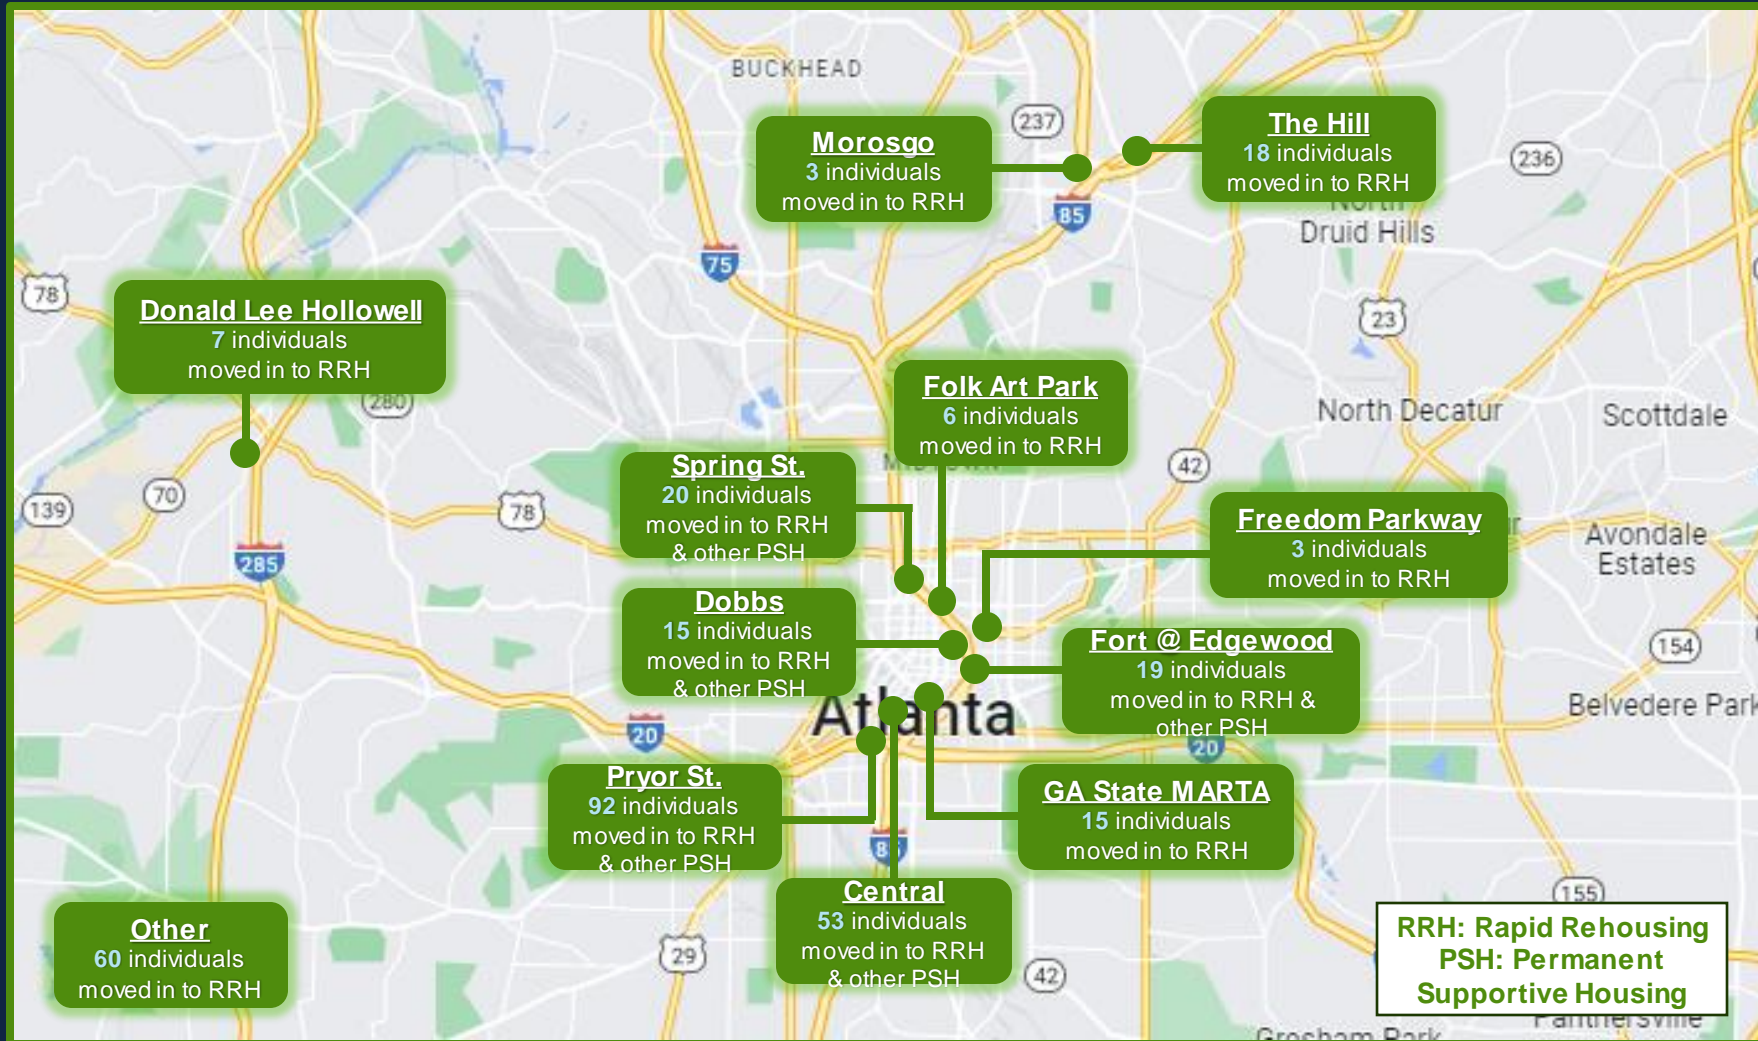 BUCKHEAD
237
Morosgo
3 individuals
moved in to RRH
The Hill
18 individuals
moved in to RRH
236
85
North
Druid Hills
75
78
Donald Lee Hollowell
7 individuals
moved in to RRH
23
280
Folk Art Park
6 individuals
moved in to RRH
North Decatur
Scottdale
MIDTOWN
42
Spring St.
20 individuals
moved in to RRH
& other PSH
70
139
78
Freedom Parkway
3 individuals
moved in to RRH
Avondale
Estates
285
Dobbs
15 individuals
moved in to RRH
& other PSH
Fort @ Edgewood
19 individuals
moved in to RRH &
other PSH
154
Atlanta
Belvedere Park
20
20
Pryor St.
92 individuals
moved in to RRH
& other PSH
GA State MARTA
15 individuals
moved in to RRH
85
Central
53 individuals
moved in to RRH
& other PSH
155
Other
60 individuals
moved in to RRH
29
42
RRH: Rapid Rehousing
PSH: Permanent
Supportive Housing
Panthersville
Gresham Park